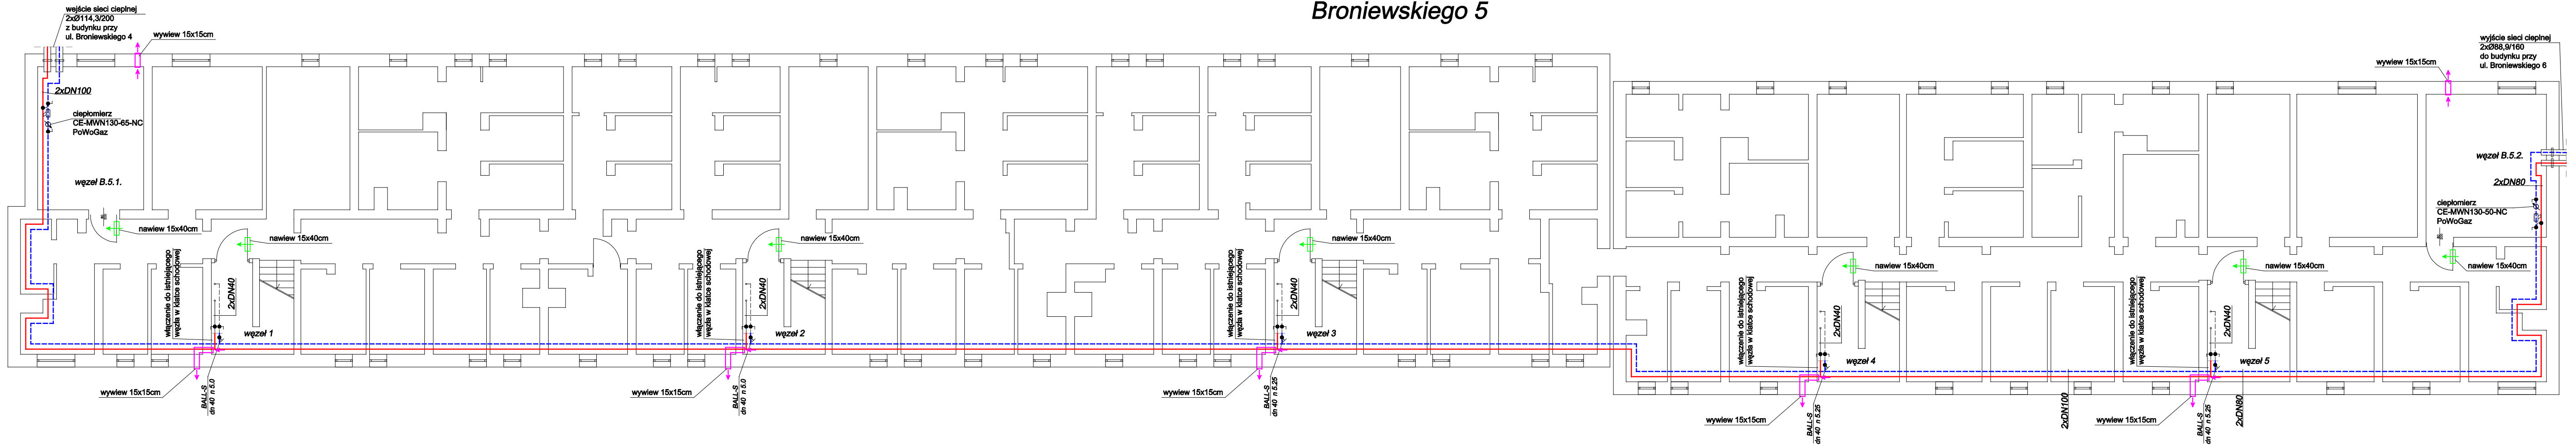 Broniewskiego 5
wejście sieci cieplnej
2xØ114,3/200
z budynku przy
ul. Broniewskiego 4
wywiew 15x15cm
2xDN100
ciepłomierz
CE-MWN130-65-NC
PoWoGaz
węzeł B.5.1.
nawiew 15x40cm
nawiew 15x40cm
włączenie do istniejącego
węzła w klatce schodowej
2xDN40
węzeł 1
wywiew 15x15cm
BALL-S
dn 40 n 5.0
nawiew 15x40cm
włączenie do istniejącego
węzła w klatce schodowej
2xDN40
węzeł 2
wywiew 15x15cm
BALL-S
dn 40 n 5.0
nawiew 15x40cm
włączenie do istniejącego
węzła w klatce schodowej
2xDN40
węzeł 3
wywiew 15x15cm
BALL-S
dn 40 n 5.25
nawiew 15x40cm
włączenie do istniejącego
węzła w klatce schodowej
2xDN40
węzeł 4
wywiew 15x15cm
BALL-S
dn 40 n 5.25
2xDN100
nawiew 15x40cm
włączenie do istniejącego
węzła w klatce schodowej
2xDN40
węzeł 5
wywiew 15x15cm
BALL-S
dn 40 n 5.25
2xDN80
wywiew 15x15cm
wyjście sieci cieplnej
2xØ88,9/160
do budynku przy
ul. Broniewskiego 6
węzeł B.5.2.
2xDN80
ciepłomierz
CE-MWN130-50-NC
PoWoGaz
nawiew 15x40cm